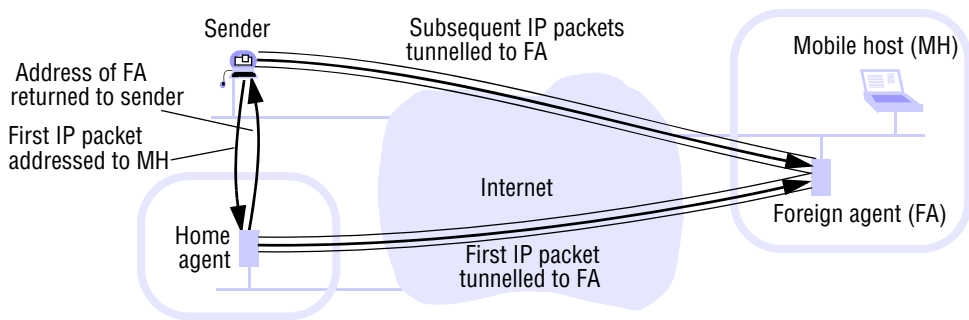 Sender
Subsequent IP packets
tunnelled to FA
Mobile host (MH)
Address of FA
returned to sender
First IP packet
addressed to MH
Internet
Foreign agent (FA)
Home
agent
First IP packet
tunnelled to FA